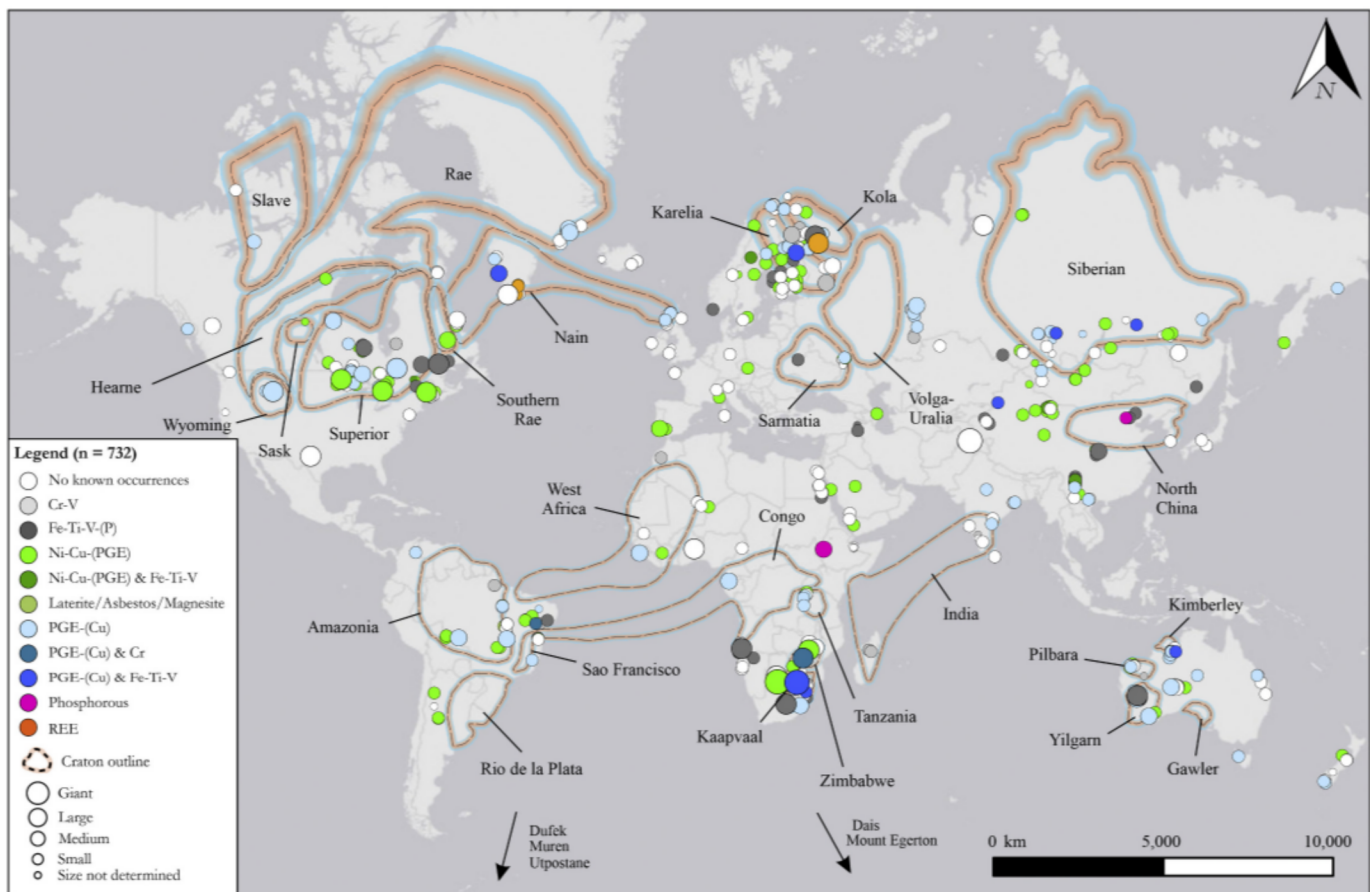 N
Slave
Rae
Karelia
Kola
Siberian
Nain
Hearne
Wyoming
Sask
Superior
Southern
Rae
Sarmatia
Volga-
Uralia
North
China
West
Africa
Congo
India
Amazonia
Sao Francisco
Kaapvaal
Tanzania
Zimbabwe
Rio de la Plata
Kimberley
Pilbara
Yilgarn
Gawler
Dufek
Muren
Utpostane
Dais
Mount Egerton
0 km
5,000
10,000
Legend (n = 732)
No known occurrences
Cr-V
Fe-Ti-V-(P)
Ni-Cu-(PGE)
Ni-Cu-(PGE) & Fe-Ti-V
Laterite/Asbestos/Magnesite
PGE-(Cu)
PGE-(Cu) & Cr
PGE-(Cu) & Fe-Ti-V
Phosphorous
REE
Craton outline
Giant
Large
Medium
Small
Size not determined